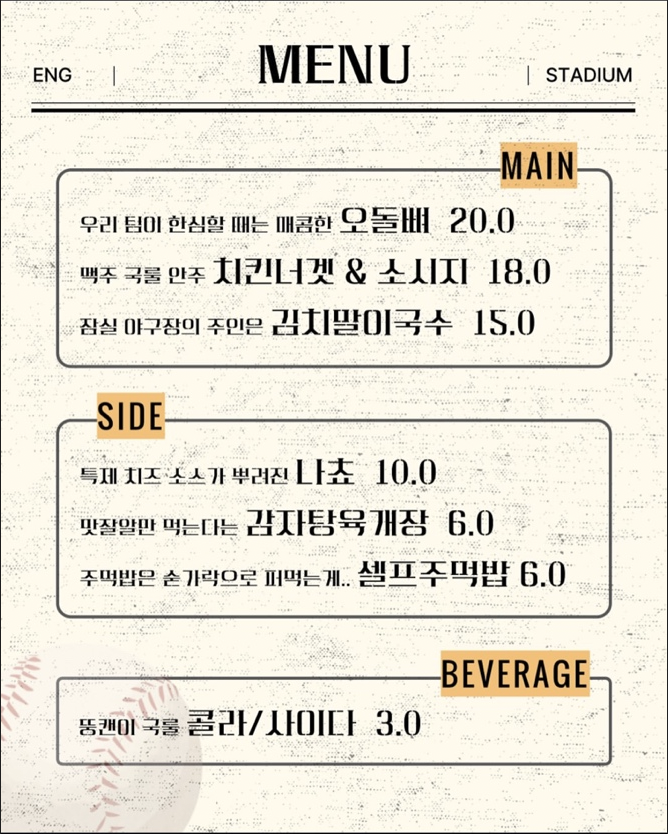 MENU
ENG | | STADIUM
MAIN
우리 팀이 한심할 때는 매콤한 오돌뼈 20.0
맥주 국룰 안주 치킨너겟 & 소시지 18.0
잠실 야구장의 주인은 김치말이국수 15.0
SIDE
특제 치즈 소스가 뿌려진 나쵸 10.0
맛잘알만 먹는다는 감자탕육개장 6.0
주먹밥은 숟가락으로 퍼먹는게.. 셀프주먹밥 6.0
BEVERAGE
뚱캔이 국룰 콜라/사이다 3.0